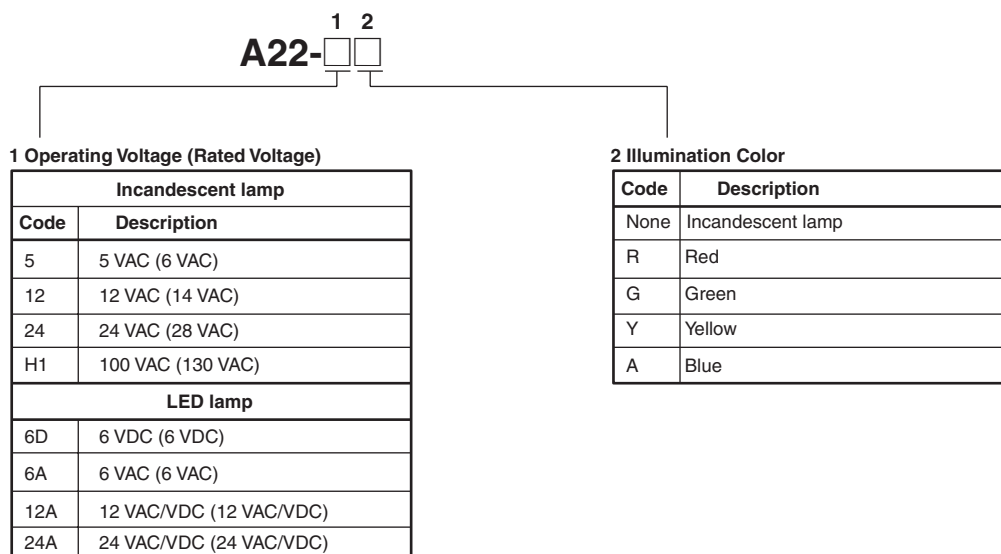 1 2
A22-
1 Operating Voltage (Rated Voltage)
Incandescent lamp
Code Description
5 5 VAC (6 VAC)
12 12 VAC (14 VAC)
24 24 VAC (28 VAC)
H1 100 VAC (130 VAC)
LED lamp
6D 6 VDC (6 VDC)
6A 6 VAC (6 VAC)
12A 12 VAC/VDC (12 VAC/VDC)
24A 24 VAC/VDC (24 VAC/VDC)
2 Illumination Color
Code Description
None Incandescent lamp
R Red
G Green
Y Yellow
A Blue